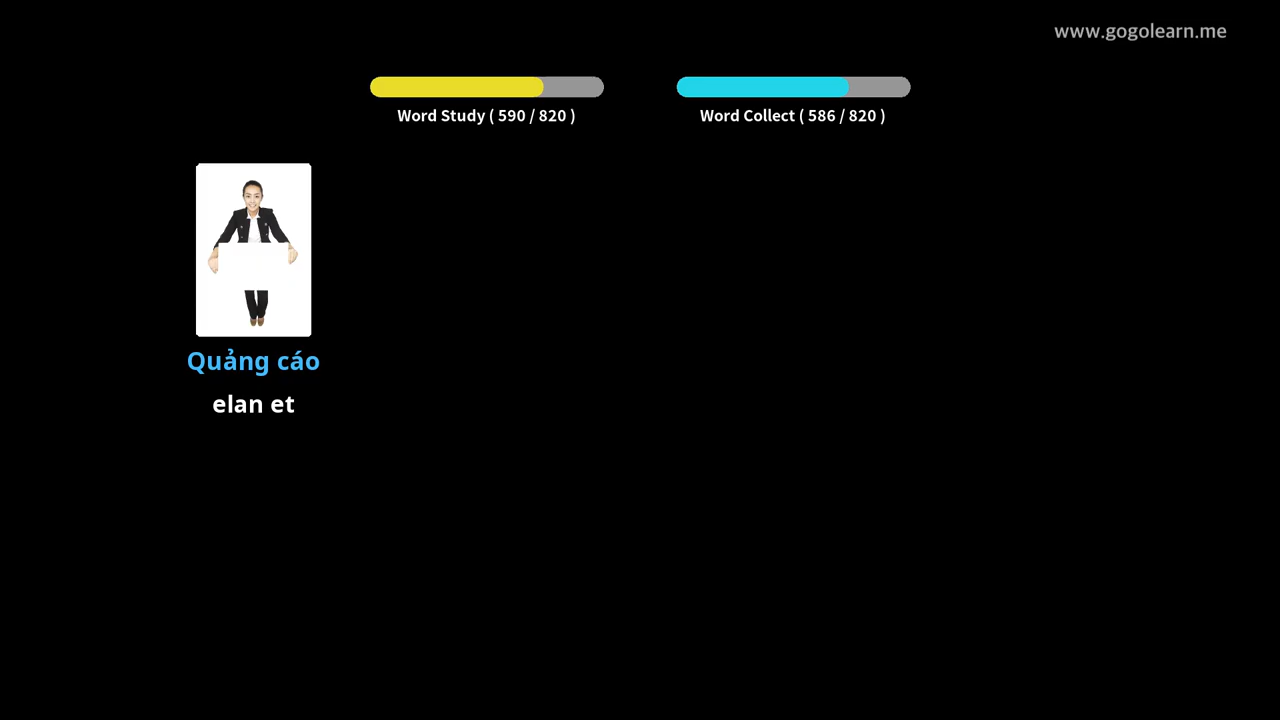 www.gogolearn.me
Word Study ( 590 / 820 )
Word Collect ( 586 / 820 )
Quảng cáo
elan et